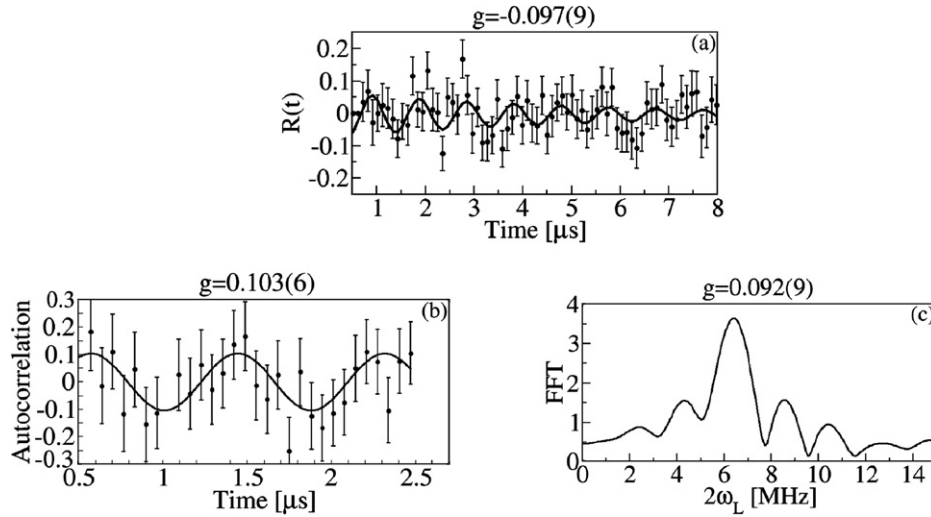 g=-0.097(9)
(a)
R(t)
0.2
0.1
0
-0.1
-0.2
1 2 3 4 5 6 7 8
Time [μs]
g=0.103(6)
(b)
Autocorrelation
0.3
0.2
0.1
0
-0.1
-0.2
-0.3
0.5 1 1.5 2 2.5
Time [μs]
g=0.092(9)
(c)
FFT
4
3
2
1
0
0 2 4 6 8 10 12 14
2ω_L [MHz]